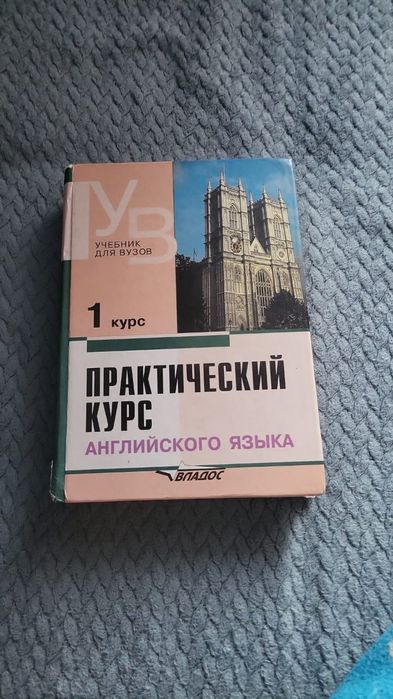 УВ
УЧЕБНИК
ДЛЯ ВУЗОВ
1 курс
ПРАКТИЧЕСКИЙ
КУРС
АНГЛИЙСКОГО ЯЗЫКА
ВЛАДОС